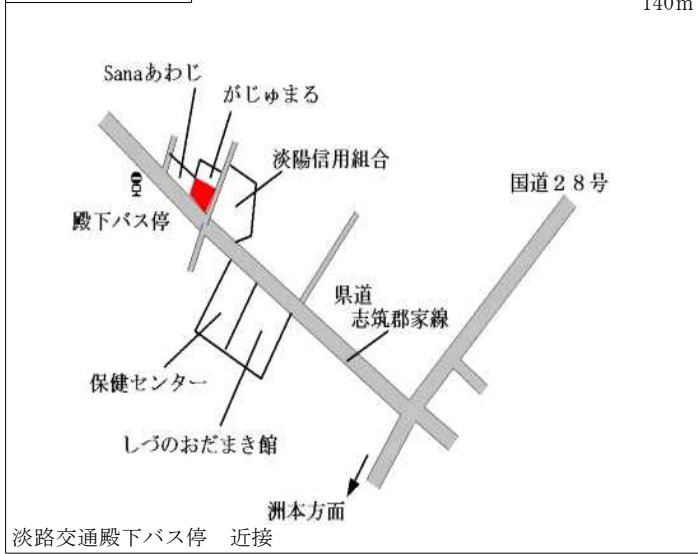 140m
Sanaあわじ
がじゅまる
淡陽信用組合
国道２８号
殿下バス停
県道
志筑郡家線
保健センター
しづのおだまき館
洲本方面
淡路交通殿下バス停　近接